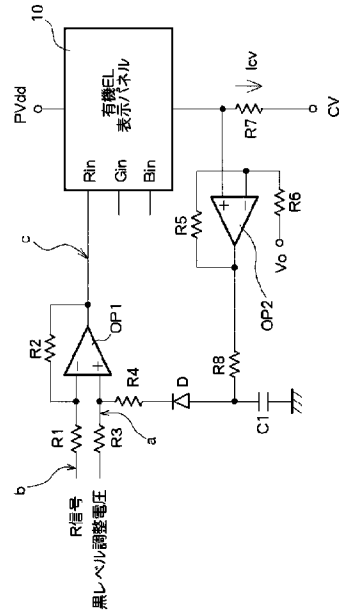 10
PVdd
有機EL
表示パネル
Rin
Gin
Bin
c
R2
OP1
−
+
R1
R3
R4
b
a
R信号
黒レベル調整電圧
D
R8
C1
R5
+
−
OP2
R6
Vo
Icv
R7
CV